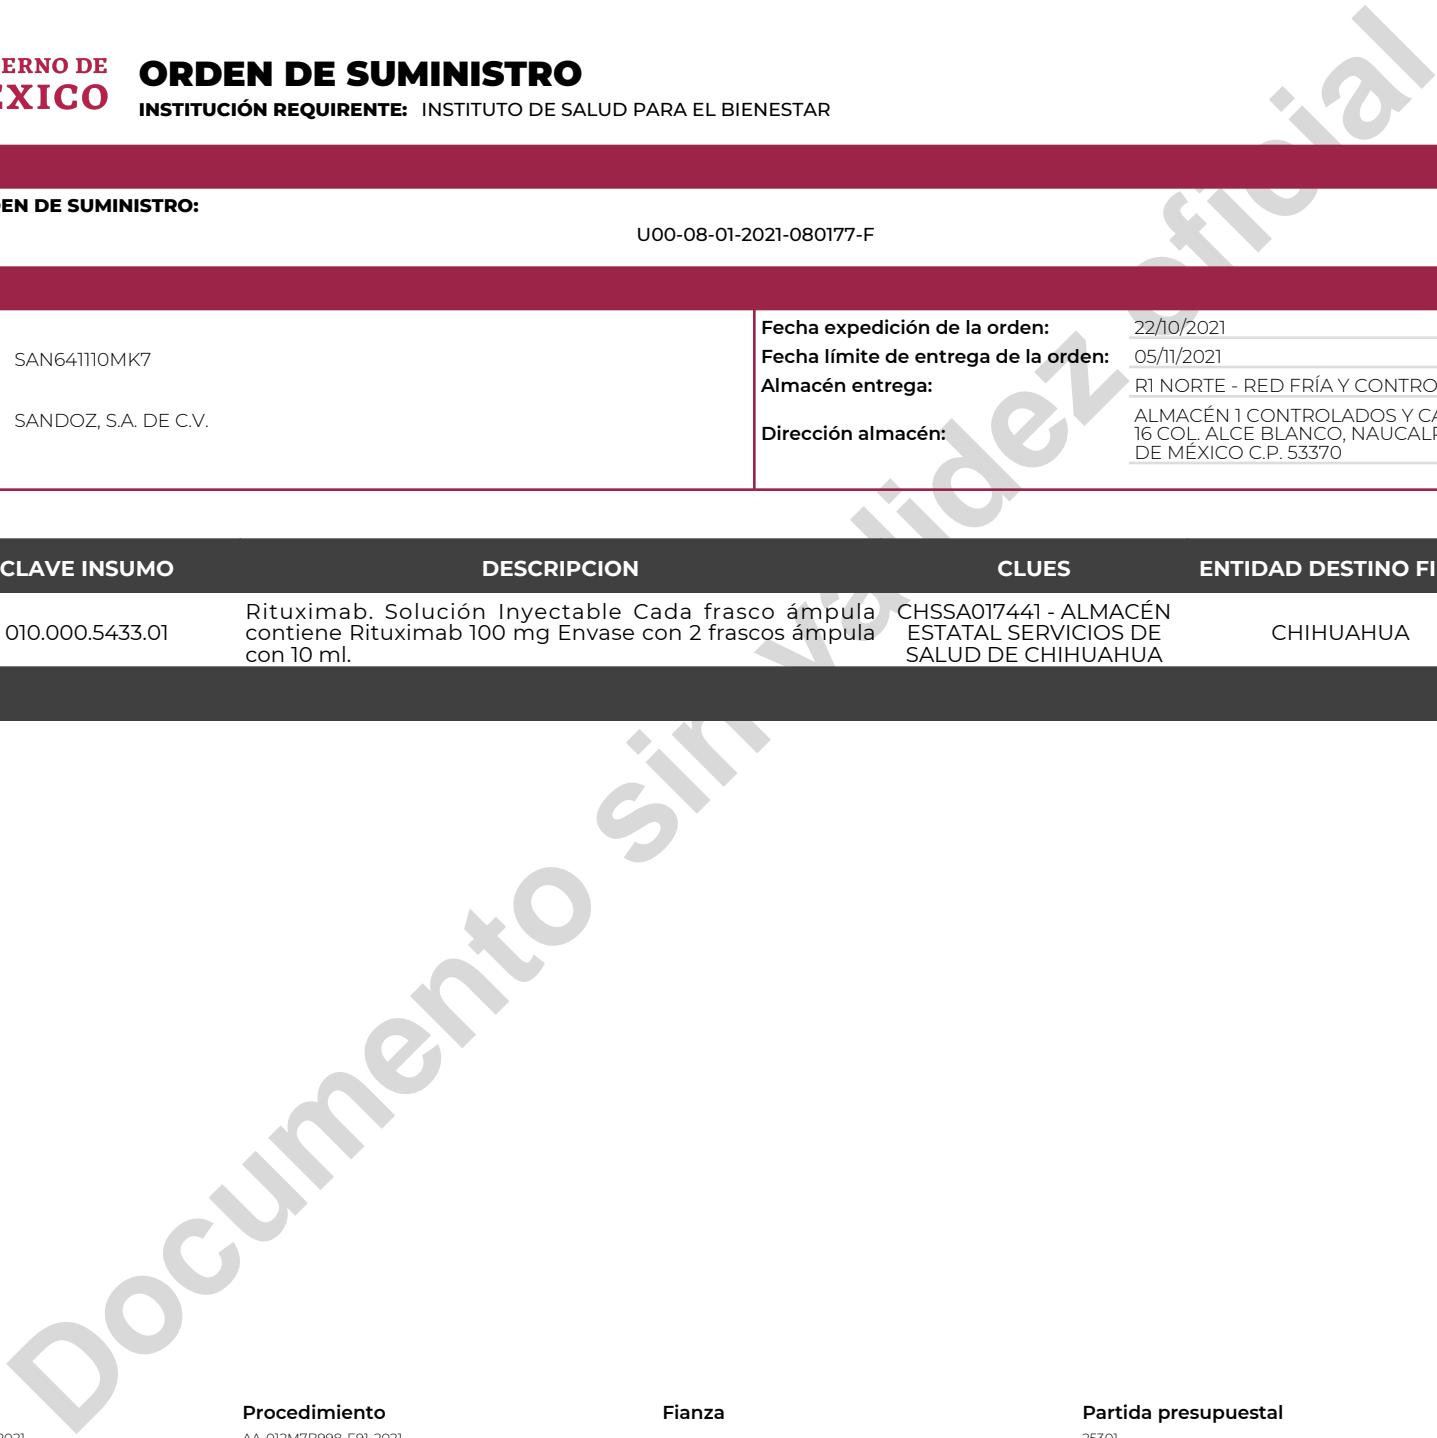 ERNO DE
ORDEN DE SUMINISTRO
INSTITUCIÓN REQUIRENTE: INSTITUTO DE SALUD PARA EL BIENESTAR
EN DE SUMINISTRO:
U00-08-01-2021-080177-F
SAN641110MK7
SANDOZ, S.A. DE C.V.
Fecha expedición de la orden: 22/10/2021
Fecha límite de entrega de la orden: 05/11/2021
Almacén entrega: R1 NORTE - RED FRÍA Y CONTRO
Dirección almacén:
ALMACÉN 1 CONTROLADOS Y CA
16 COL. ALCE BLANCO, NAUCALP
DE MÉXICO C.P. 53370
CLAVE INSUMO DESCRIPCION CLUES ENTIDAD DESTINO FI
010.000.5433.01
Rituximab. Solución Inyectable Cada frasco ámpula
contiene Rituximab 100 mg Envase con 2 frascos ámpula
con 10 ml.
CHSSA017441 - ALMACÉN
ESTATAL SERVICIOS DE
SALUD DE CHIHUAHUA
CHIHUAHUA
Documento sin validez oficial
Procedimiento Fianza Partida presupuestal